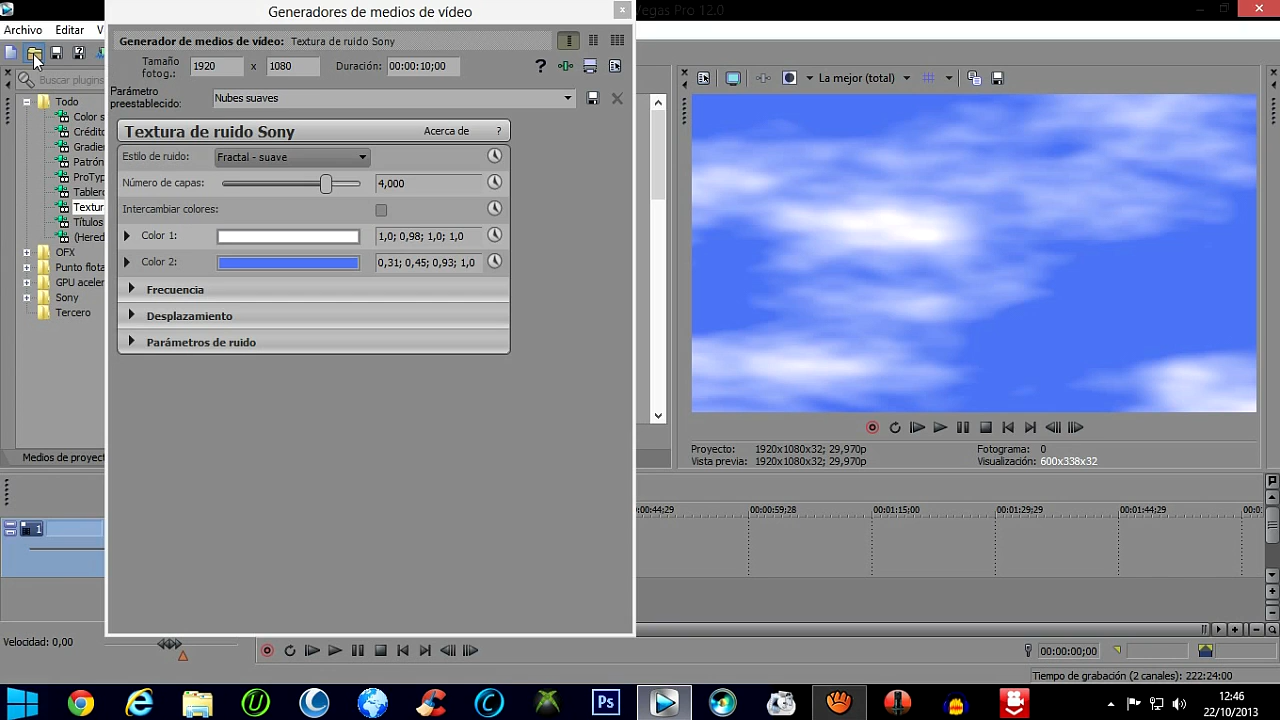 Generadores de medios de vídeo
Vegas Pro 12.0
Archivo Editar V
Generador de medios de vídeo: Textura de ruido Sony
Tamaño fotog.: 1920 x 1080 Duración: 00:00:10;00
Buscar plugins
La mejor (total)
Parámetro preestablecido: Nubes suaves
Todo
Color s
Crédito
Gradien
Patrón
ProTyp
Tablero
Textur
Títulos
(Hered
OFX
Punto flota
GPU aceler
Sony
Tercero
Textura de ruido Sony Acerca de ?
Estilo de ruido: Fractal - suave
Número de capas: 4,000
Intercambiar colores:
Color 1: 1,0; 0,98; 1,0; 1,0
Color 2: 0,31; 0,45; 0,93; 1,0
Frecuencia
Desplazamiento
Parámetros de ruido
Proyecto: 1920x1080x32; 29,970p Fotograma: 0
Vista previa: 1920x1080x32; 29,970p Visualización: 600x338x32
Medios de proyect
:00:44;29 00:00:59;28 00:01:15;00 00:01:29;29 00:01:44;29 00:
1
Velocidad: 0,00
00:00:00;00
Tiempo de grabación (2 canales): 222:24:00
Ps
12:46
22/10/2013